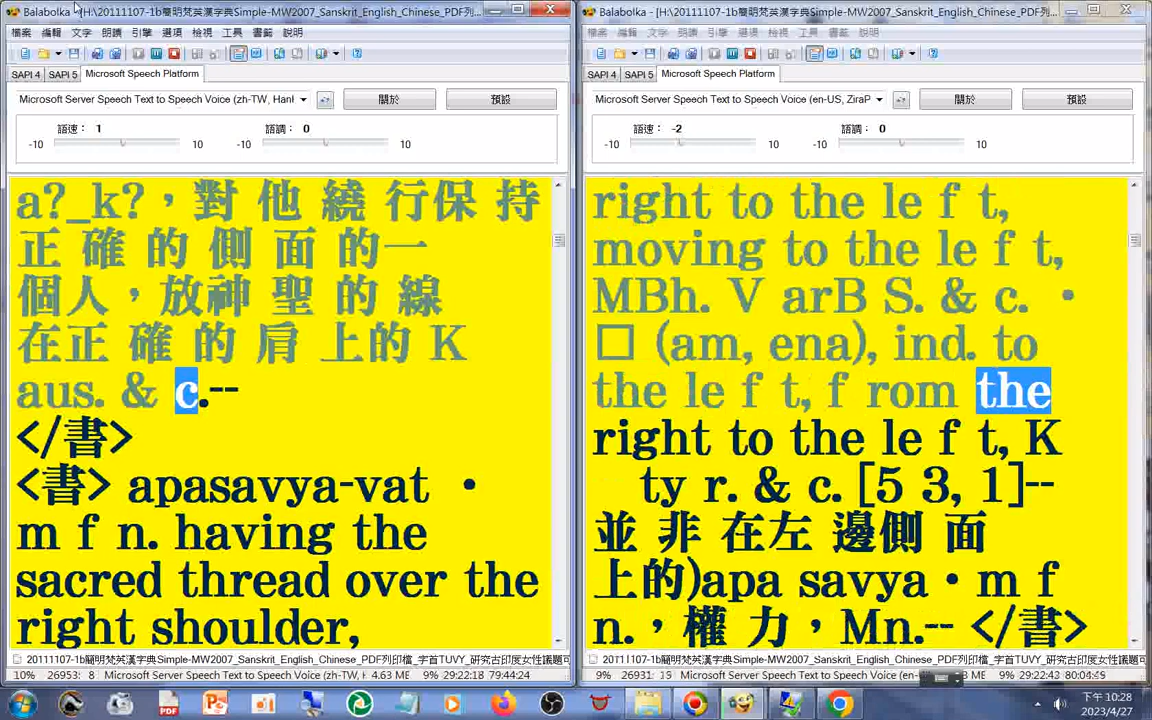 Balabolka - [H:\20111107-1b簡明梵英漢字典Simple-MW2007_Sanskrit_English_Chinese_PDF列...
檔案 編輯 文字 朗讀 引擎 選項 檢視 工具 書籤 說明
SAPI 4 SAPI 5 Microsoft Speech Platform
Microsoft Server Speech Text to Speech Voice (zh-TW, Hanl
關於 預設
語速： 1 語調： 0
-10 10 -10 10
a?_k?，對 他 繞 行保 持
正 確 的 側 面 的一
個人，放神 聖 的 線
在正 確 的 肩 上的 K
aus. & c.--
</書>
<書> apasavya-vat •
m f n. having the
sacred thread over the
right shoulder,
20111107-1b簡明梵英漢字典Simple-MW2007_Sanskrit_English_Chinese_PDF列印檔_字首TUVY_研究古印度女性議題可
10% 26953: 8 Microsoft Server Speech Text to Speech Voice (zh-TW, H 4.63 ME 9% 29:22:18 79:44:24
Balabolka - [H:\20111107-1b簡明梵英漢字典Simple-MW2007_Sanskrit_English_Chinese_PDF列...
檔案 編輯 文字 朗讀 引擎 選項 檢視 工具 書籤 說明
SAPI 4 SAPI 5 Microsoft Speech Platform
Microsoft Server Speech Text to Speech Voice (en-US, ZiraP
關於 預設
語速： -2 語調： 0
-10 10 -10 10
right to the le f t,
moving to the le f t,
MBh. V arB S. & c. •
□ (am, ena), ind. to
the le f t, f rom the
right to the le f t, K
ty r. & c. [5 3, 1]--
並 非 在左 邊側 面
上的)apa savya • m f
n.，權 力，Mn.-- </書>
20111107-1b簡明梵英漢字典Simple-MW2007_Sanskrit_English_Chinese_PDF列印檔_字首TUVY_研究古印度女性議題可
9% 26931: 15 Microsoft Server Speech Text to Speech Voice (en-US, Z 4.63 ME 9% 29:22:43 80:04:59
下午 10:28
2023/4/27